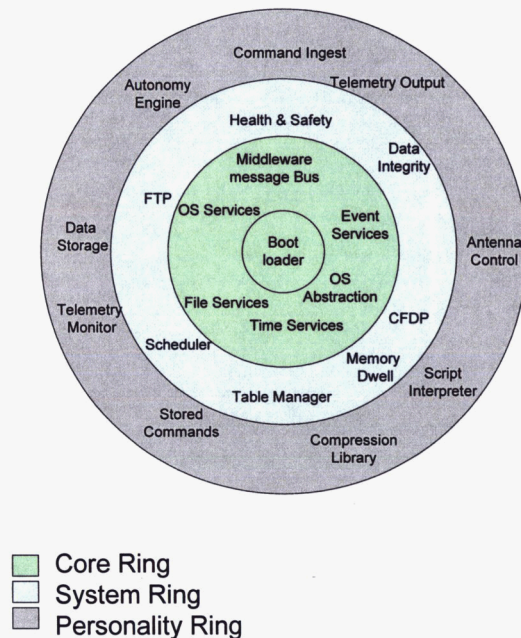 Command Ingest
Telemetry Output
Autonomy
Engine
Health & Safety
Data
Integrity
Middleware
message Bus
FTP
OS Services
Event
Services
Data
Storage
Boot
loader
Antenna
Control
OS
Abstraction
File Services
Telemetry
Monitor
Time Services
CFDP
Scheduler
Memory
Dwell
Script
Interpreter
Table Manager
Stored
Commands
Compression
Library
Core Ring
System Ring
Personality Ring